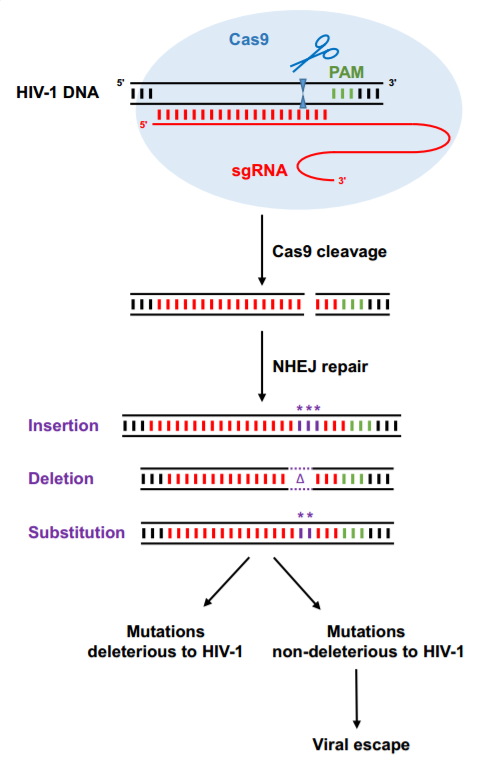 Cas9
PAM
5'
3'
HIV-1 DNA
5'
sgRNA
3'
Cas9 cleavage
NHEJ repair
***
Insertion
Deletion
Δ
**
Substitution
Mutations
deleterious to HIV-1
Mutations
non-deleterious to HIV-1
Viral escape